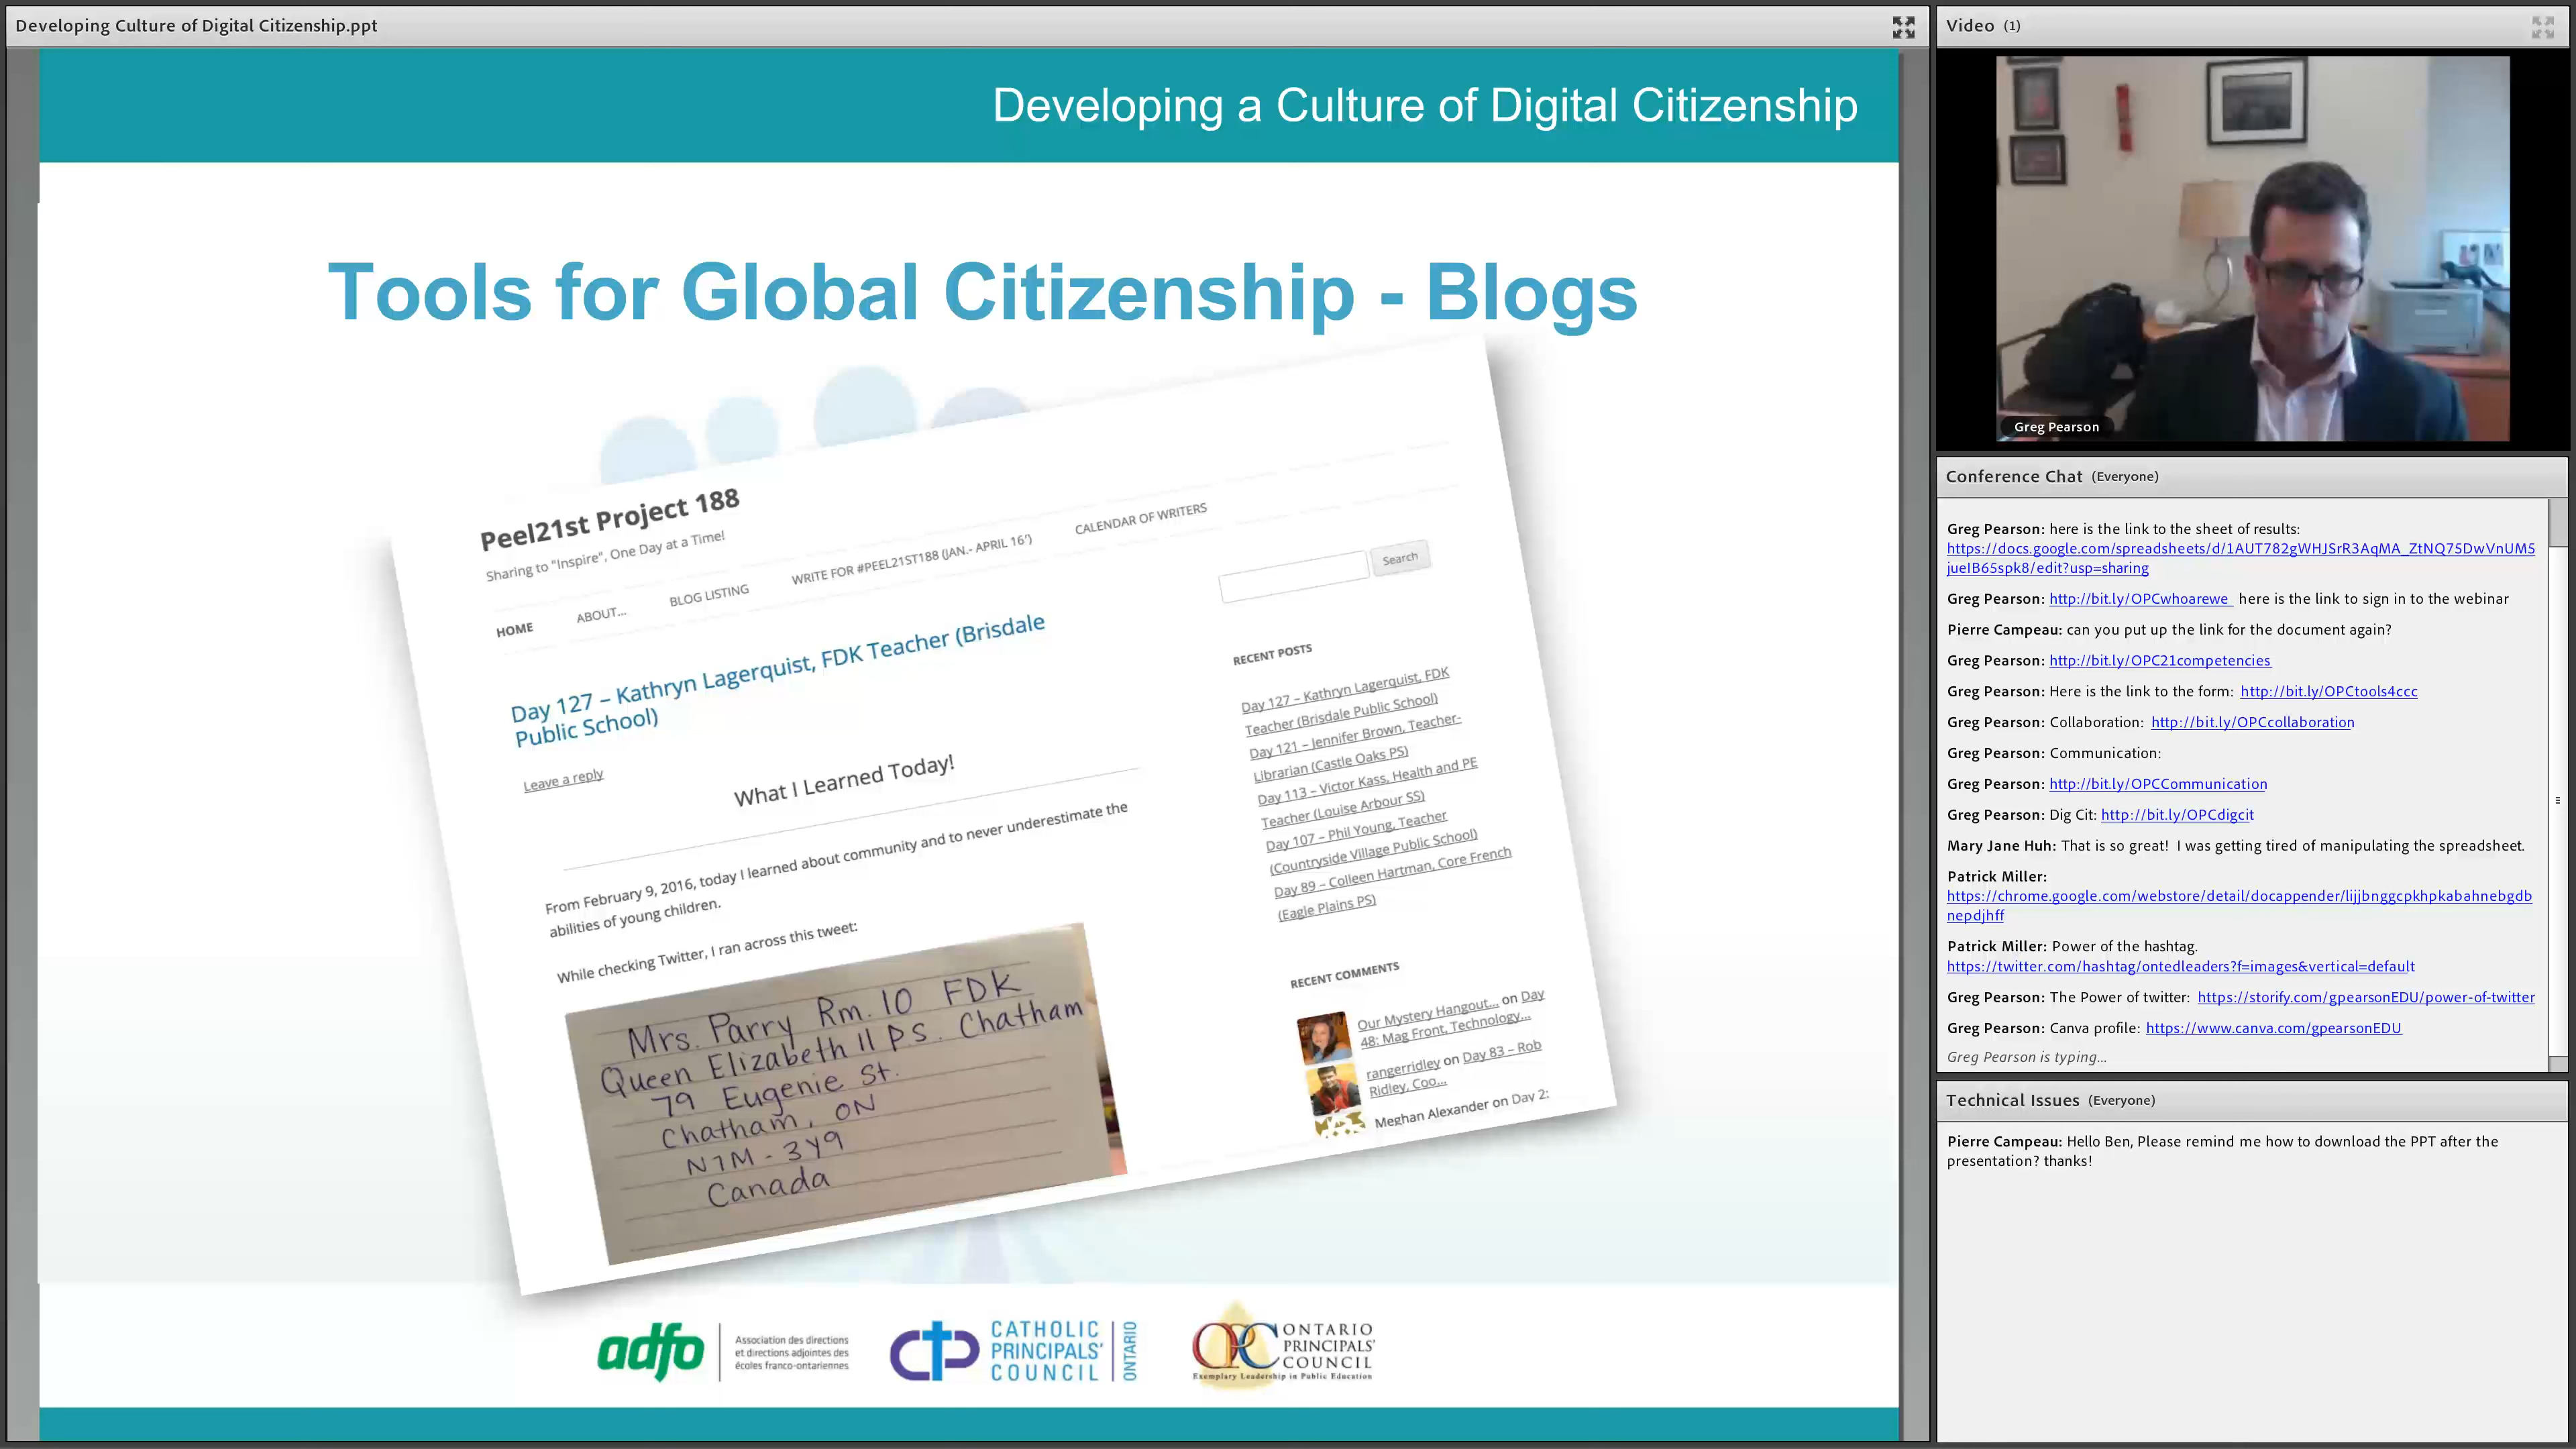 Developing Culture of Digital Citizenship.ppt
Developing a Culture of Digital Citizenship
Tools for Global Citizenship - Blogs
Peel21st Project 188
Sharing to "Inspire", One Day at a Time!
HOME
ABOUT...
BLOG LISTING
WRITE FOR #PEEL21ST188 (JAN.- APRIL 16')
CALENDAR OF WRITERS
Search
Day 127 – Kathryn Lagerquist, FDK Teacher (Brisdale
Public School)
Leave a reply
What I Learned Today!
From February 9, 2016, today I learned about community and to never underestimate the
abilities of young children.
While checking Twitter, I ran across this tweet:
Mrs. Parry Rm. 10 FDK
Queen Elizabeth II P.S. Chatham
79 Eugenie St.
Chatham, ON
N7M - 3Y9
Canada
RECENT POSTS
Day 127 – Kathryn Lagerquist, FDK
Teacher (Brisdale Public School)
Day 121 – Jennifer Brown, Teacher-
Librarian (Castle Oaks PS)
Day 113 – Victor Kass, Health and PE
Teacher (Louise Arbour SS)
Day 107 – Phil Young, Teacher
(Countryside Village Public School)
Day 89 – Colleen Hartman, Core French
(Eagle Plains PS)
RECENT COMMENTS
Our Mystery Hangout... on Day
48: Mag Front, Technology...
rangerridley on Day 83 – Rob
Ridley, Coo...
Meghan Alexander on Day 2:
adfo
Association des directions
et directions adjointes des
écoles franco-ontariennes
CATHOLIC
PRINCIPALS'
COUNCIL
ONTARIO
OPC
ONTARIO
PRINCIPALS'
COUNCIL
Exemplary Leadership in Public Education
Video (1)
Greg Pearson
Conference Chat (Everyone)
Greg Pearson: here is the link to the sheet of results:
https://docs.google.com/spreadsheets/d/1AUT782gWHJSrR3AqMA_ZtNQ75DwVnUM5
jueIB65spk8/edit?usp=sharing
Greg Pearson: http://bit.ly/OPCwhoarewe here is the link to sign in to the webinar
Pierre Campeau: can you put up the link for the document again?
Greg Pearson: http://bit.ly/OPC21competencies
Greg Pearson: Here is the link to the form: http://bit.ly/OPCtools4ccc
Greg Pearson: Collaboration: http://bit.ly/OPCcollaboration
Greg Pearson: Communication:
Greg Pearson: http://bit.ly/OPCCommunication
Greg Pearson: Dig Cit: http://bit.ly/OPCdigcit
Mary Jane Huh: That is so great! I was getting tired of manipulating the spreadsheet.
Patrick Miller:
https://chrome.google.com/webstore/detail/docappender/lijjbnggcpkhpkabahnebgdb
nepdjhff
Patrick Miller: Power of the hashtag.
https://twitter.com/hashtag/ontedleaders?f=images&vertical=default
Greg Pearson: The Power of twitter: https://storify.com/gpearsonEDU/power-of-twitter
Greg Pearson: Canva profile: https://www.canva.com/gpearsonEDU
Greg Pearson is typing...
Technical Issues (Everyone)
Pierre Campeau: Hello Ben, Please remind me how to download the PPT after the
presentation? thanks!